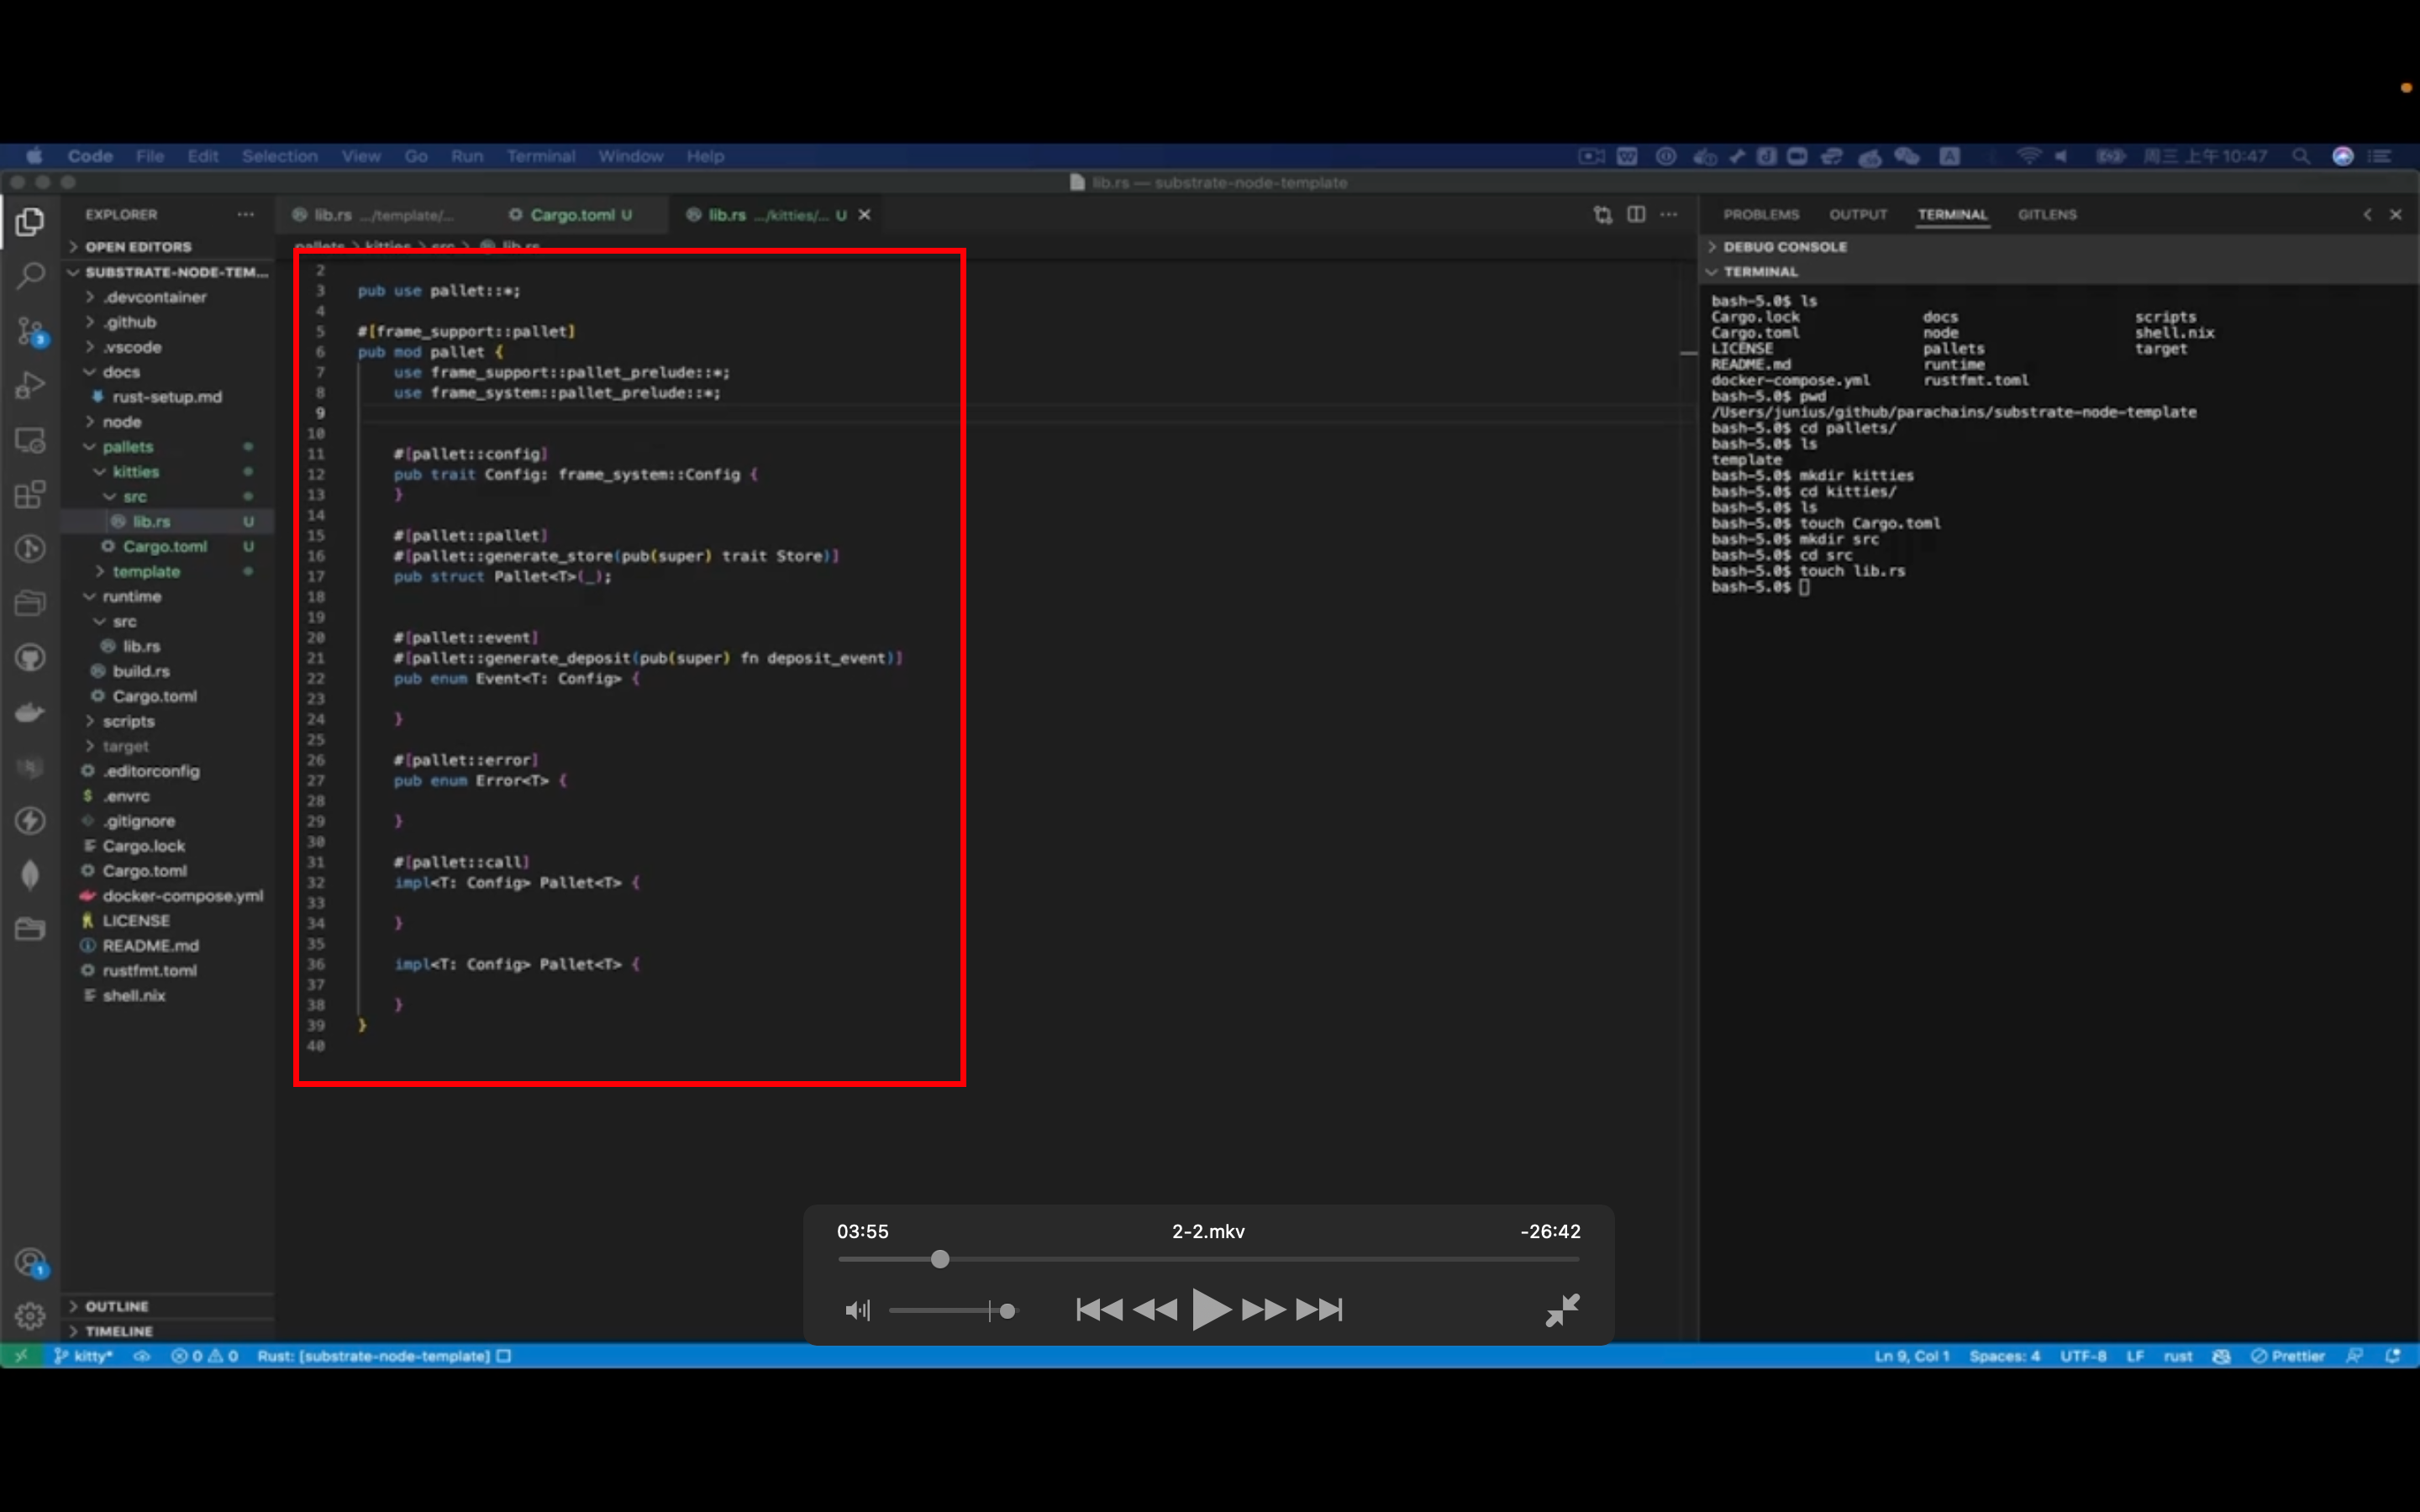 Code File Edit Selection View Go Run Terminal Window Help
周三上午10:47
lib.rs — substrate-node-template
EXPLORER
OPEN EDITORS
SUBSTRATE-NODE-TEM...
.devcontainer
.github
.vscode
docs
rust-setup.md
node
pallets
kitties
src
lib.rs U
Cargo.toml U
template
runtime
src
lib.rs
build.rs
Cargo.toml
scripts
target
.editorconfig
.envrc
.gitignore
Cargo.lock
Cargo.toml
docker-compose.yml
LICENSE
README.md
rustfmt.toml
shell.nix
OUTLINE
TIMELINE
lib.rs .../template/... Cargo.toml U lib.rs .../kitties/... U
pallets > kitties > src > lib.rs
2
3 pub use pallet::*;
4
5 #[frame_support::pallet]
6 pub mod pallet {
7 use frame_support::pallet_prelude::*;
8 use frame_system::pallet_prelude::*;
9
10
11 #[pallet::config]
12 pub trait Config: frame_system::Config {
13 }
14
15 #[pallet::pallet]
16 #[pallet::generate_store(pub(super) trait Store)]
17 pub struct Pallet<T>(_);
18
19
20 #[pallet::event]
21 #[pallet::generate_deposit(pub(super) fn deposit_event)]
22 pub enum Event<T: Config> {
23
24 }
25
26 #[pallet::error]
27 pub enum Error<T> {
28
29 }
30
31 #[pallet::call]
32 impl<T: Config> Pallet<T> {
33
34 }
35
36 impl<T: Config> Pallet<T> {
37
38 }
39 }
40
PROBLEMS OUTPUT TERMINAL GITLENS
DEBUG CONSOLE
TERMINAL
bash-5.0$ ls
Cargo.lock docs scripts
Cargo.toml node shell.nix
LICENSE pallets target
README.md runtime
docker-compose.yml rustfmt.toml
bash-5.0$ pwd
/Users/junius/github/parachains/substrate-node-template
bash-5.0$ cd pallets/
bash-5.0$ ls
template
bash-5.0$ mkdir kitties
bash-5.0$ cd kitties/
bash-5.0$ ls
bash-5.0$ touch Cargo.toml
bash-5.0$ mkdir src
bash-5.0$ cd src
bash-5.0$ touch lib.rs
bash-5.0$
03:55 2-2.mkv -26:42
kitty* 0 0 Rust: [substrate-node-template]
Ln 9, Col 1 Spaces: 4 UTF-8 LF rust Prettier